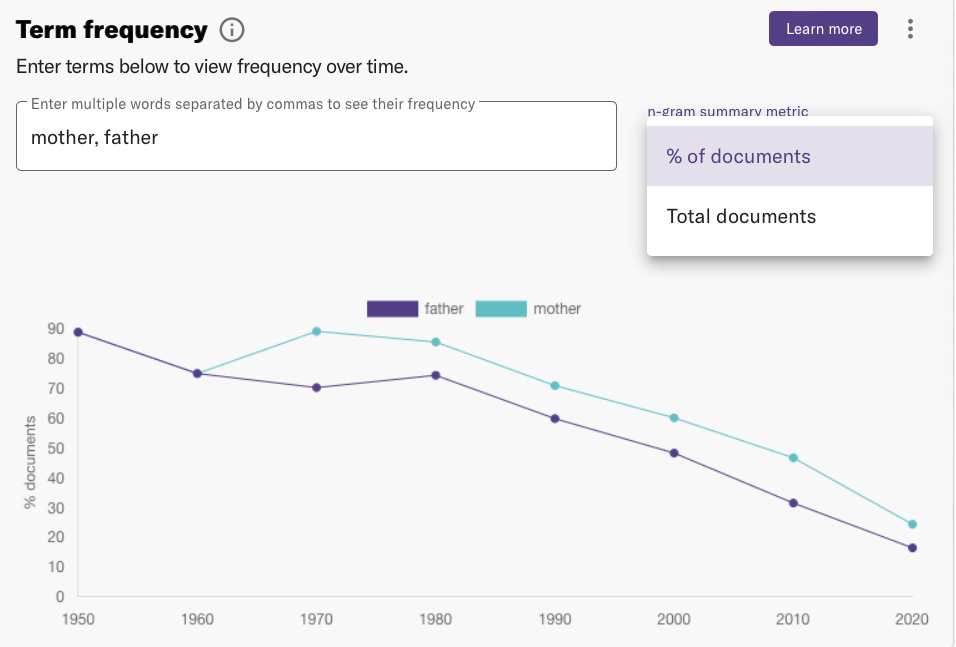 Term frequency
Learn more
Enter terms below to view frequency over time.
Enter multiple words separated by commas to see their frequency
mother, father
n-gram summary metric
% of documents
Total documents
father
mother
90
80
70
60
50
40
30
20
10
0
% documents
1950 1960 1970 1980 1990 2000 2010 2020